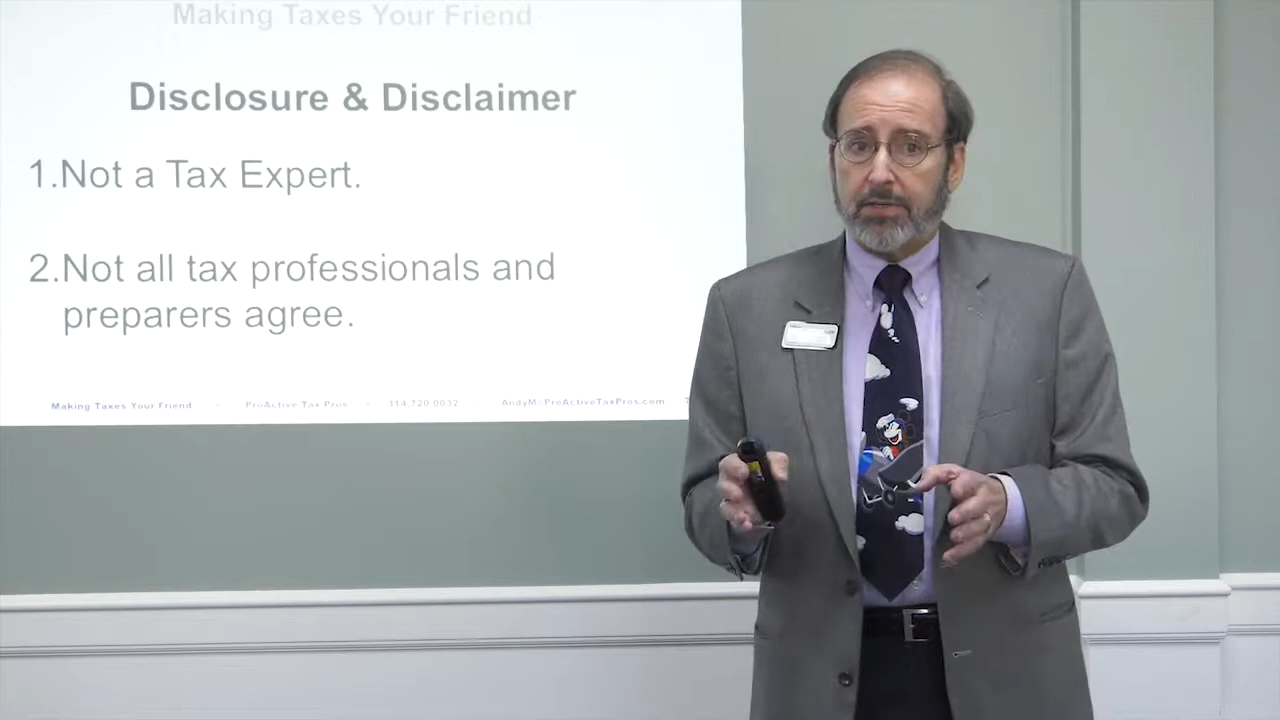 Making Taxes Your Friend
Disclosure & Disclaimer
1.Not a Tax Expert.
2.Not all tax professionals and
preparers agree.
Making Taxes Your Friend - ProActive Tax Pros - 114.720.0032 - AndyM@ProActiveTaxPros.com